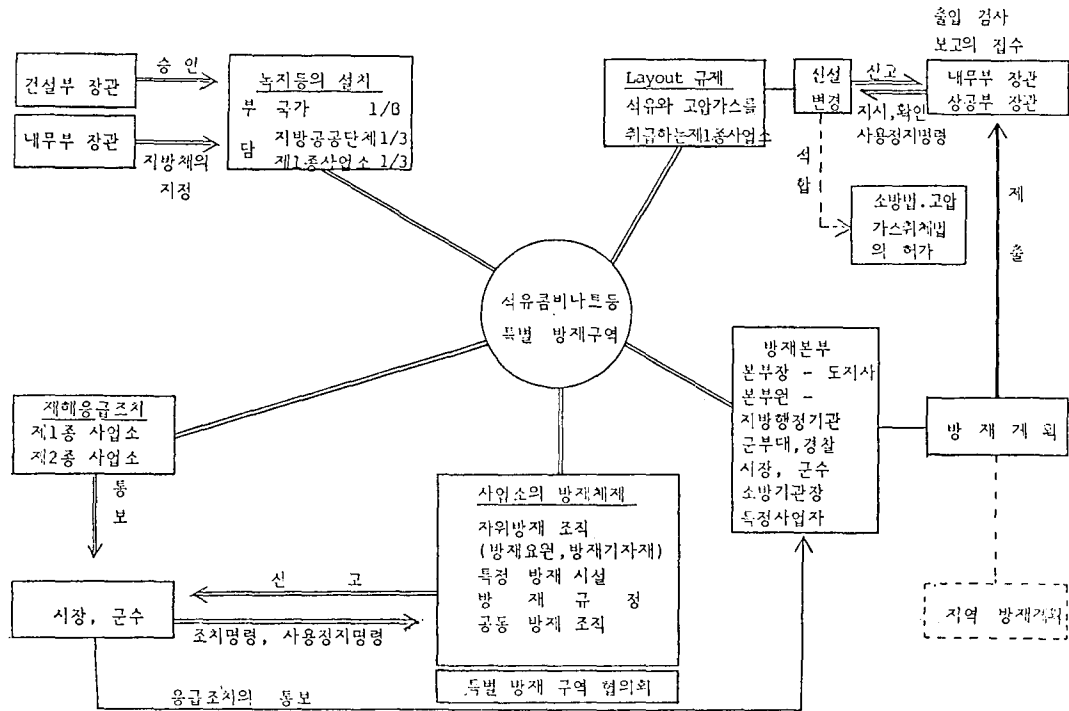 출입 검사
보고의 접수
건설부 장관
승 인
내무부 장관
지방채의
지정
녹지등의 설치
부 국가 1/3
담 지방공공단체1/3
제1종사업소 1/3
Layout 규제
석유와 고압가스를
취급하는제1종사업소
신설
변경
신고
지시,확인
사용정지명령
내무부 장관
상공부 장관
적
합
소방법.고압
가스취체법
의 허가
제
출
석유콤비나트등
특별 방재구역
재해응급조치
제1종 사업소
제2종 사업소
통
보
시장, 군수
신 고
조치명령, 사용정지명령
사업소의 방재체제
자위방재 조직
(방재요원,방재기자재)
특정 방재 시설
방 재 규 정
공동 방재 조직
특별 방재 구역 협의회
응급조치의 통보
방재본부
본부장 - 도지사
본부원 -
지방행정기관
군부대,경찰
시장, 군수
소방기관장
특정사업자
방 재 계 획
지역 방재계획